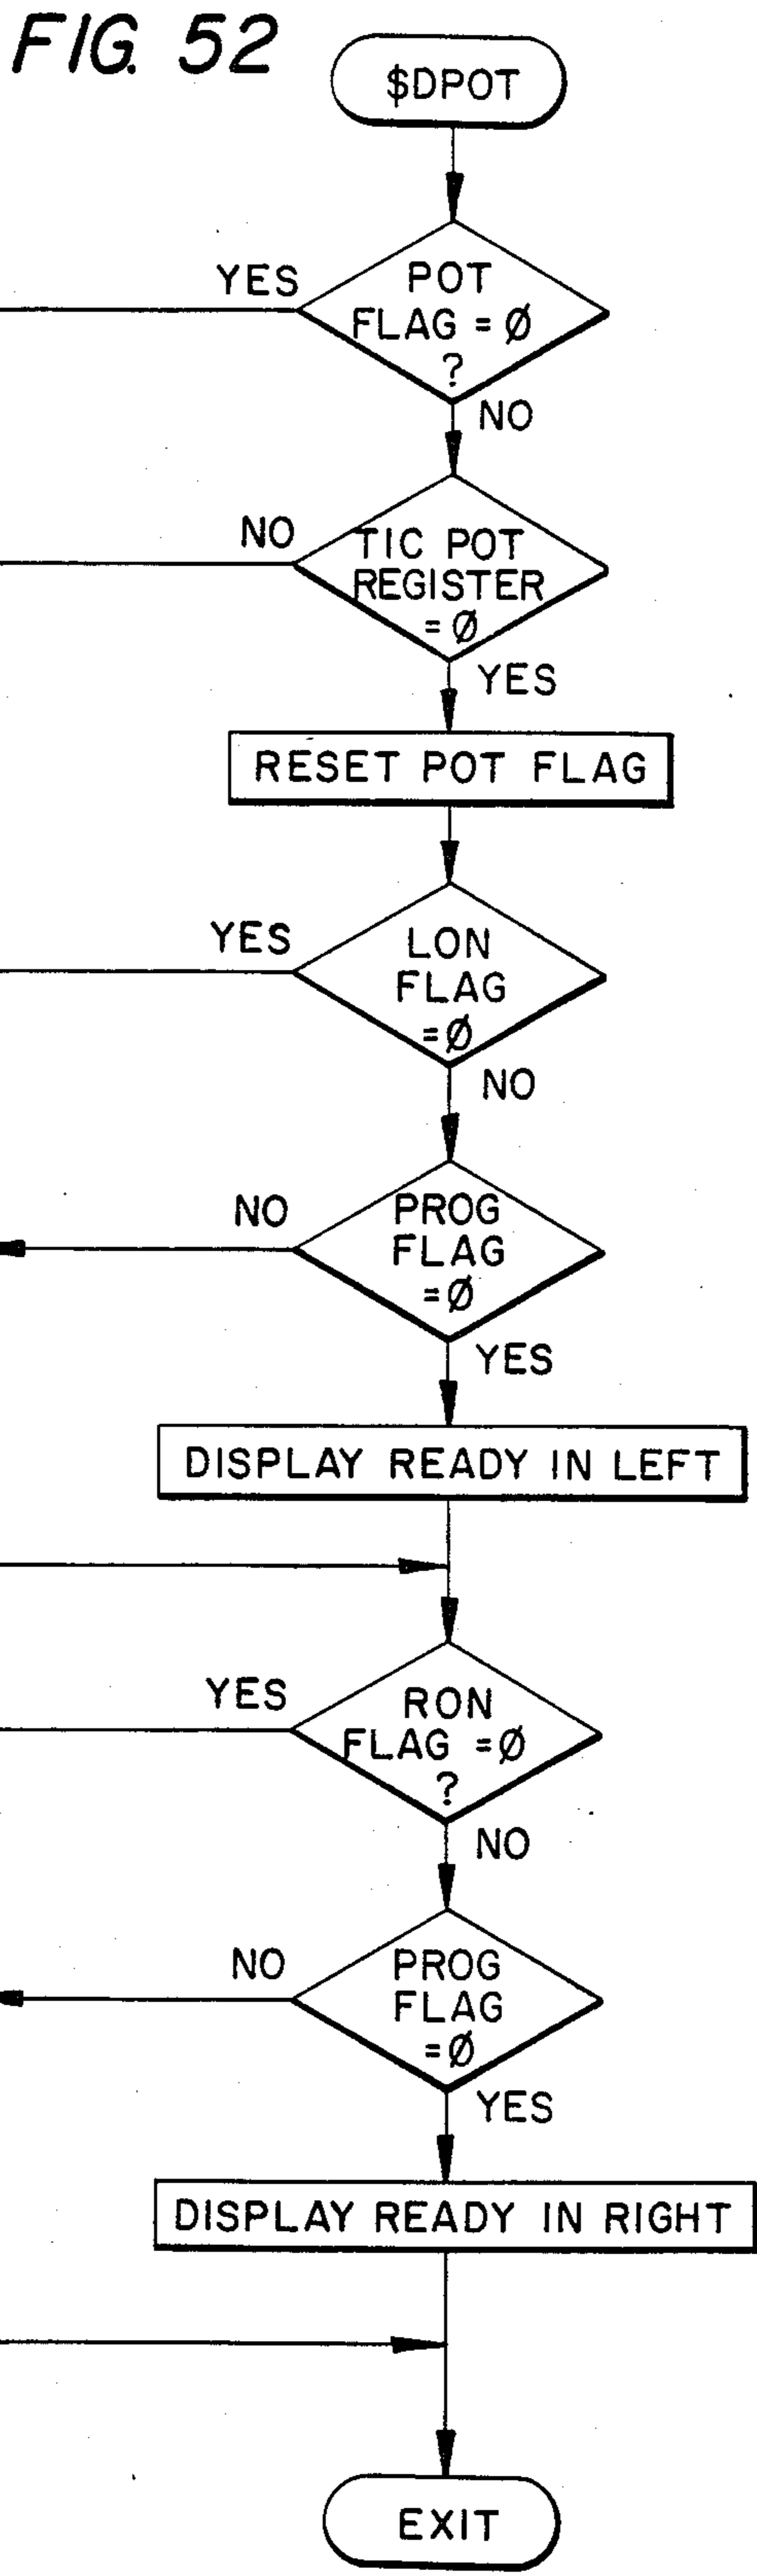 FIG. 52
$DPOT
YES
POT
FLAG = Ø
?
NO
NO
TIC POT
REGISTER
= Ø
YES
RESET POT FLAG
YES
LON
FLAG
=Ø
NO
NO
PROG
FLAG
=Ø
YES
DISPLAY READY IN LEFT
YES
RON
FLAG =Ø
?
NO
NO
PROG
FLAG
=Ø
YES
DISPLAY READY IN RIGHT
EXIT